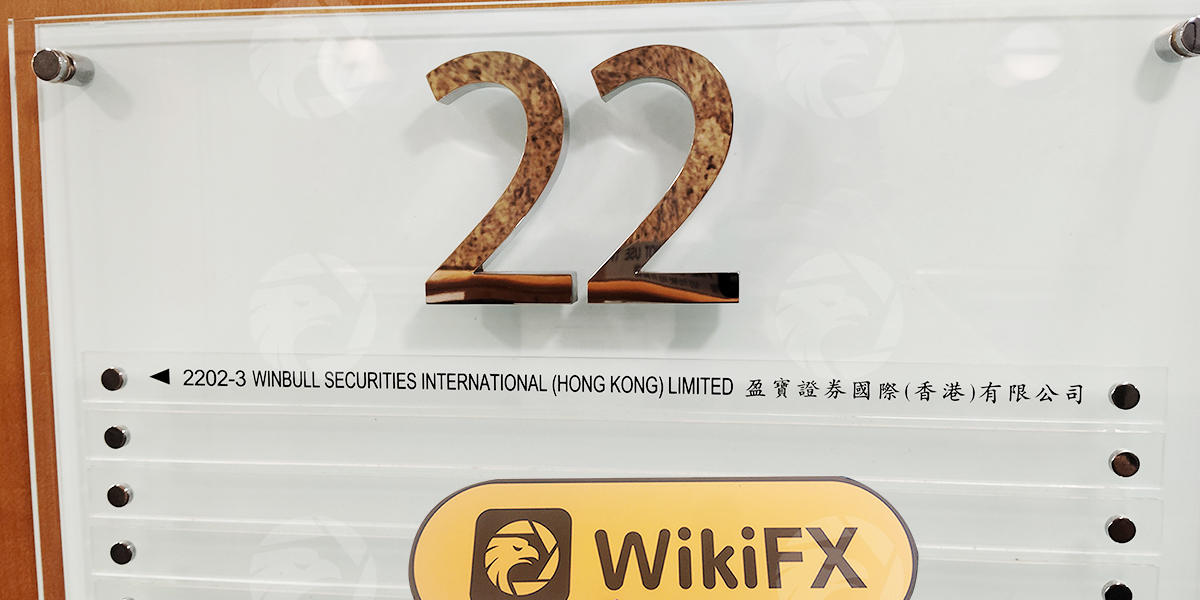 22
2202-3 WINBULL SECURITIES INTERNATIONAL (HONG KONG) LIMITED 盈寶證券國際(香港)有限公司
WikiFX